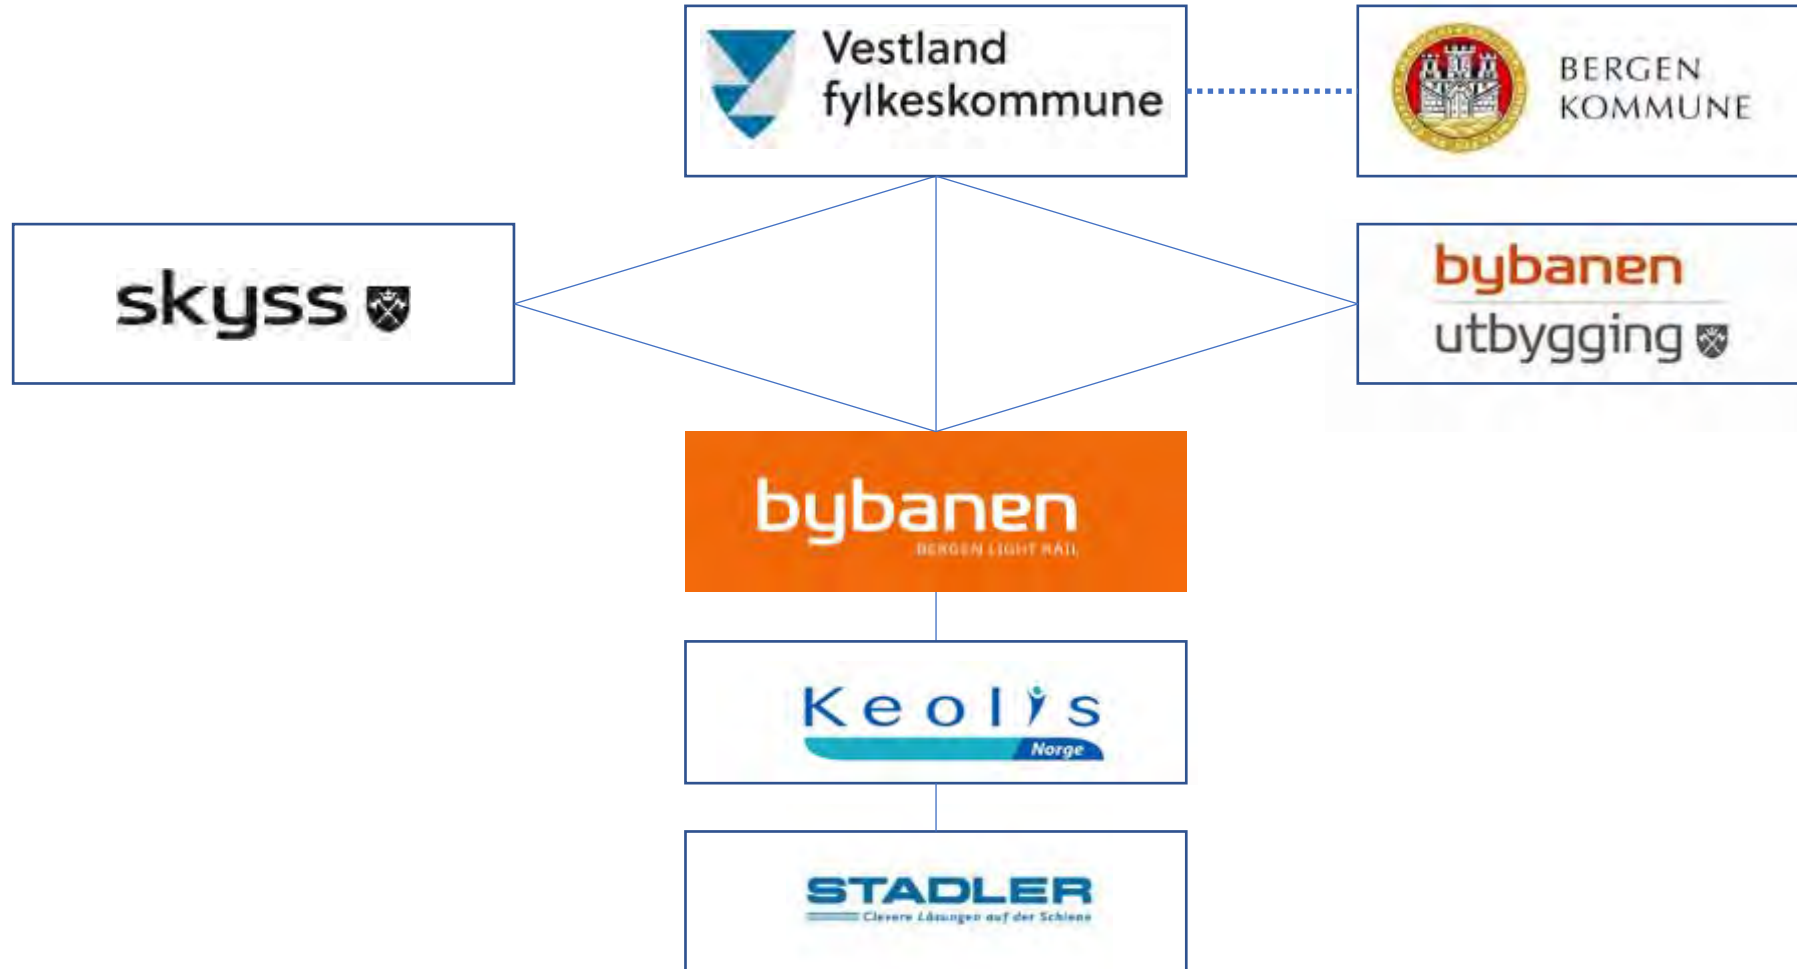 Vestland
fylkeskommune
BERGEN
KOMMUNE
skyss
bybanen
utbygging
bybanen
BERGEN LIGHT RAIL
Keolis
Norge
STADLER
Clevere Lösungen auf der Schiene